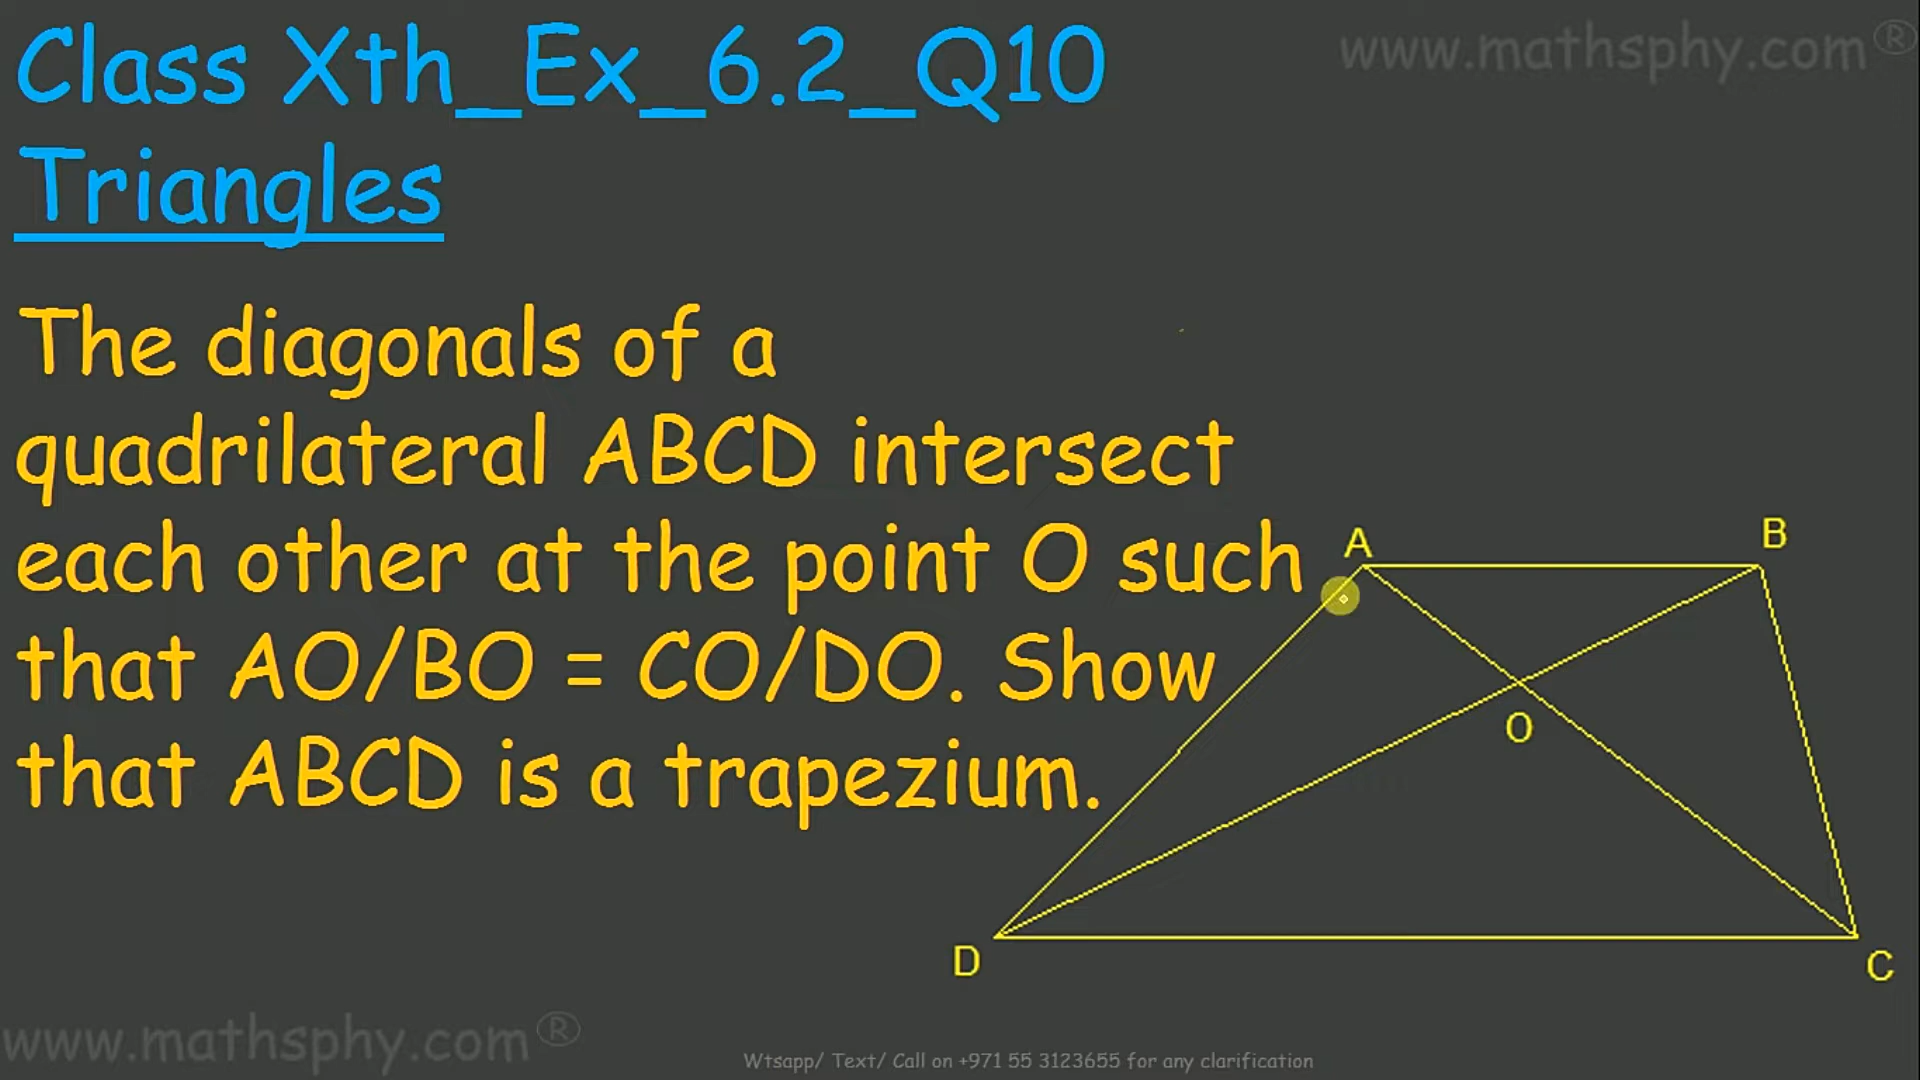 Class Xth_Ex_6.2_Q10
www.mathsphy.com®
Triangles
The diagonals of a
quadrilateral ABCD intersect
each other at the point O such
that AO/BO = CO/DO. Show
that ABCD is a trapezium.
A
B
O
D
C
www.mathsphy.com®
Wtsapp/ Text/ Call on +971 55 3123655 for any clarification